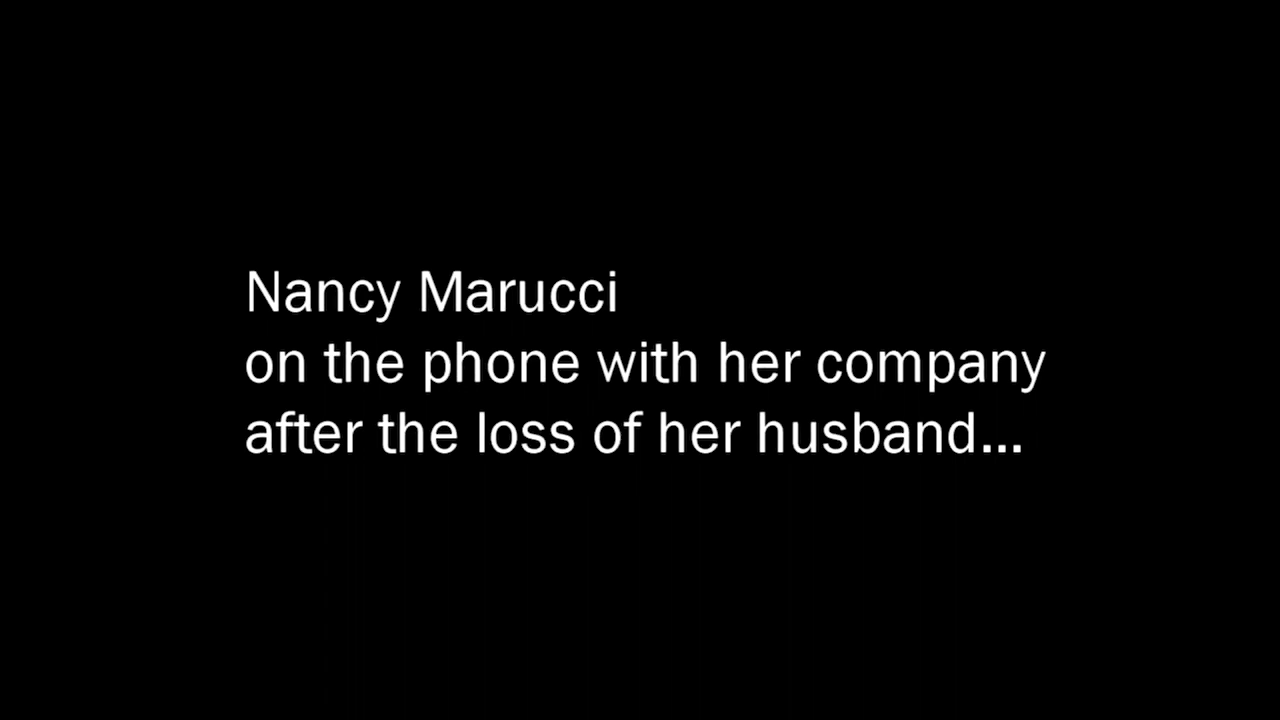 Nancy Marucci
on the phone with her company
after the loss of her husband...